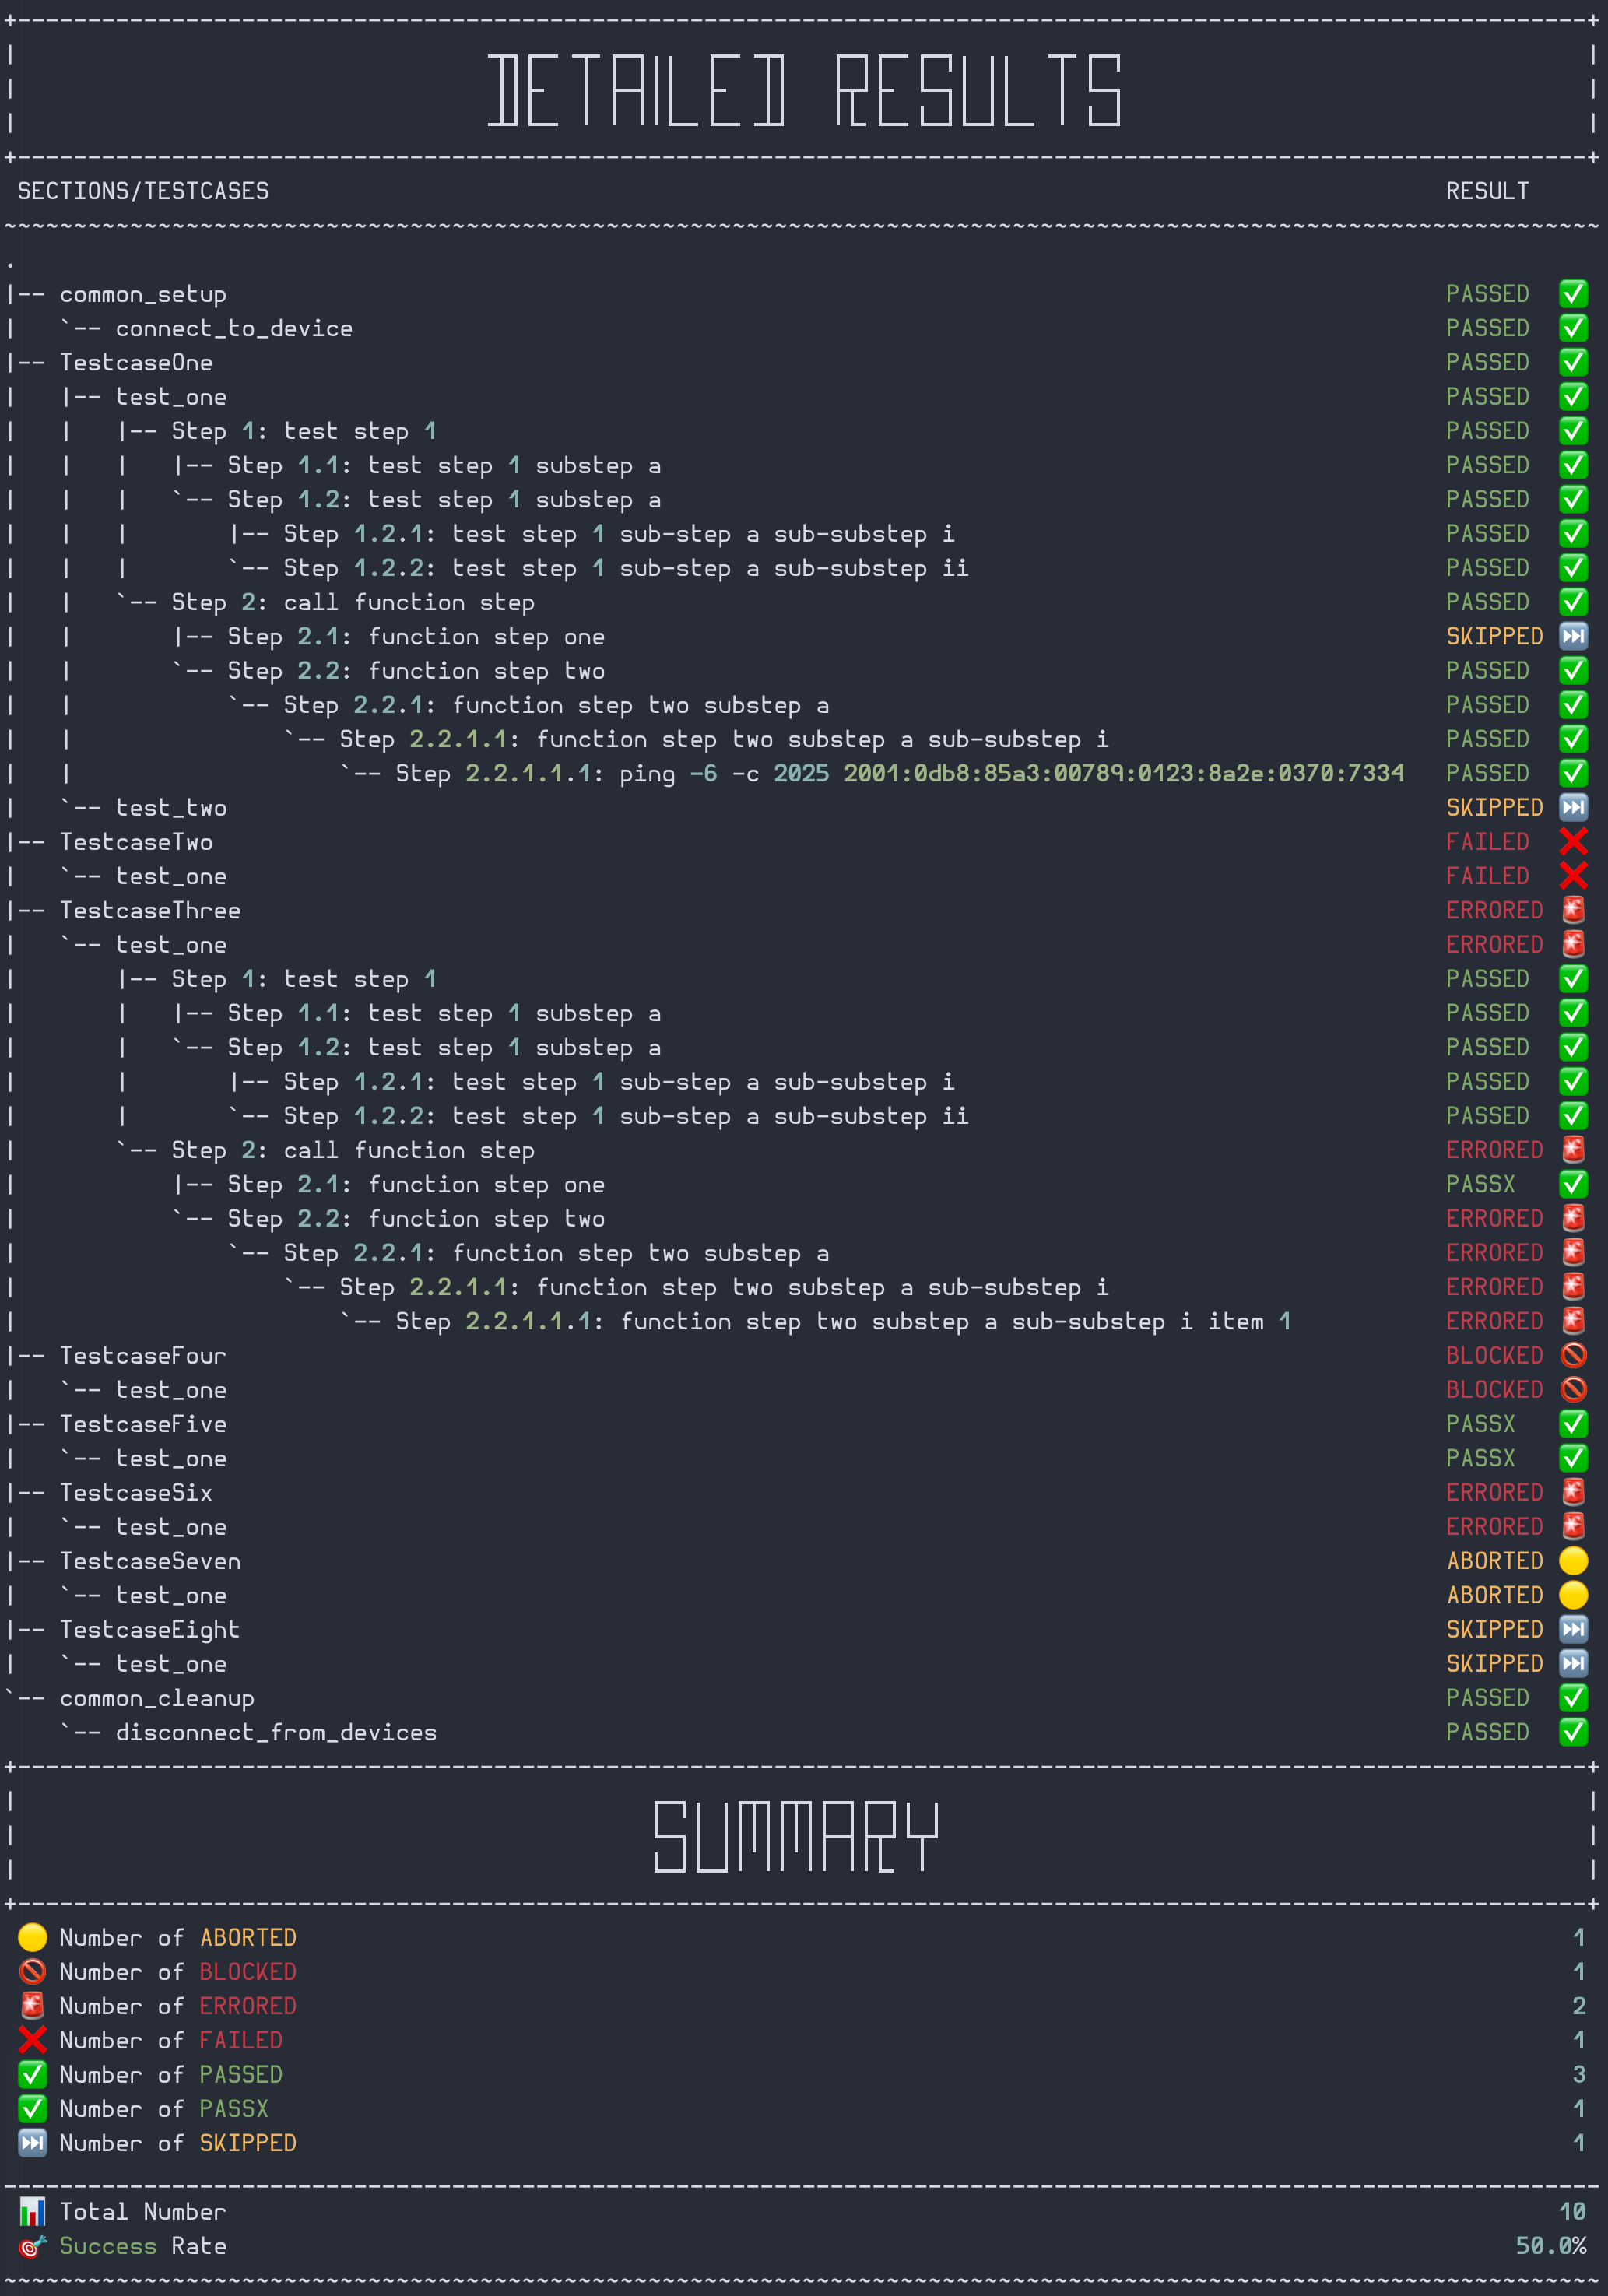 DETAILED RESULTS
SECTIONS/TESTCASES RESULT
.
|-- common_setup PASSED
|   `-- connect_to_device PASSED
|-- TestcaseOne PASSED
|   |-- test_one PASSED
|   |   |-- Step 1: test step 1 PASSED
|   |   |   |-- Step 1.1: test step 1 substep a PASSED
|   |   |   `-- Step 1.2: test step 1 substep a PASSED
|   |   |       |-- Step 1.2.1: test step 1 sub-step a sub-substep i PASSED
|   |   |       `-- Step 1.2.2: test step 1 sub-step a sub-substep ii PASSED
|   |   `-- Step 2: call function step PASSED
|   |       |-- Step 2.1: function step one SKIPPED
|   |       `-- Step 2.2: function step two PASSED
|   |           `-- Step 2.2.1: function step two substep a PASSED
|   |               `-- Step 2.2.1.1: function step two substep a sub-substep i PASSED
|   |                   `-- Step 2.2.1.1.1: ping -6 -c 2025 2001:0db8:85a3:00789:0123:8a2e:0370:7334 PASSED
|   `-- test_two SKIPPED
|-- TestcaseTwo FAILED
|   `-- test_one FAILED
|-- TestcaseThree ERRORED
|   `-- test_one ERRORED
|       |-- Step 1: test step 1 PASSED
|       |   |-- Step 1.1: test step 1 substep a PASSED
|       |   `-- Step 1.2: test step 1 substep a PASSED
|       |       |-- Step 1.2.1: test step 1 sub-step a sub-substep i PASSED
|       |       `-- Step 1.2.2: test step 1 sub-step a sub-substep ii PASSED
|       `-- Step 2: call function step ERRORED
|           |-- Step 2.1: function step one PASSX
|           `-- Step 2.2: function step two ERRORED
|               `-- Step 2.2.1: function step two substep a ERRORED
|                   `-- Step 2.2.1.1: function step two substep a sub-substep i ERRORED
|                       `-- Step 2.2.1.1.1: function step two substep a sub-substep i item 1 ERRORED
|-- TestcaseFour BLOCKED
|   `-- test_one BLOCKED
|-- TestcaseFive PASSX
|   `-- test_one PASSX
|-- TestcaseSix ERRORED
|   `-- test_one ERRORED
|-- TestcaseSeven ABORTED
|   `-- test_one ABORTED
|-- TestcaseEight SKIPPED
|   `-- test_one SKIPPED
`-- common_cleanup PASSED
    `-- disconnect_from_devices PASSED
SUMMARY
Number of ABORTED 1
Number of BLOCKED 1
Number of ERRORED 2
Number of FAILED 1
Number of PASSED 3
Number of PASSX 1
Number of SKIPPED 1
Total Number 10
Success Rate 50.0%